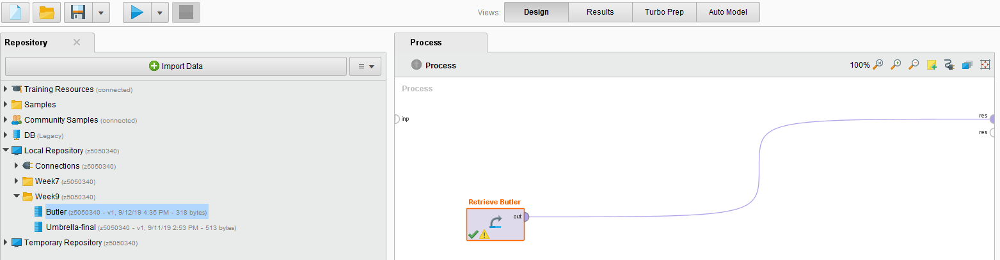 Views: Design Results Turbo Prep Auto Model
Repository
Import Data
Training Resources (connected)
Samples
Community Samples (connected)
DB (Legacy)
Local Repository (z5050340)
Connections (z5050340)
Week7 (z5050340)
Week9 (z5050340)
Butler (z5050340 - v1, 9/12/19 4:35 PM - 318 bytes)
Umbrella-final (z5050340 - v1, 9/11/19 2:53 PM - 513 bytes)
Temporary Repository (z5050340)
Process
Process
100%
Process
inp
res
res
Retrieve Butler
out